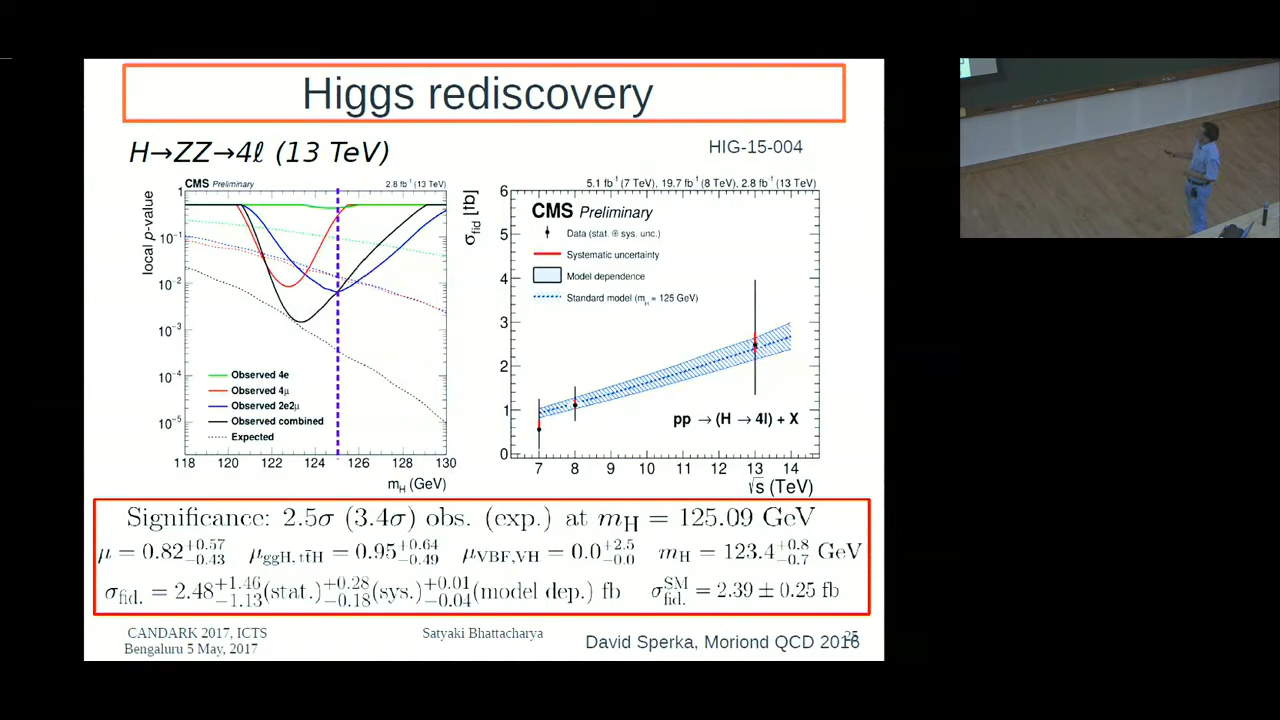 Higgs rediscovery
H→ZZ→4ℓ (13 TeV)
HIG-15-004
CMS Preliminary 2.8 fb⁻¹ (13 TeV)
local p-value
1
10⁻¹
10⁻²
10⁻³
10⁻⁴
10⁻⁵
Observed 4e
Observed 4μ
Observed 2e2μ
Observed combined
Expected
118 120 122 124 126 128 130
m_H (GeV)
5.1 fb⁻¹ (7 TeV), 19.7 fb⁻¹ (8 TeV), 2.8 fb⁻¹ (13 TeV)
σ_fid [fb]
6
5
4
3
2
1
0
CMS Preliminary
Data (stat. ⊕ sys. unc.)
Systematic uncertainty
Model dependence
Standard model (m_H = 125 GeV)
pp → (H → 4l) + X
7 8 9 10 11 12 13 14
√s (TeV)
Significance: 2.5σ (3.4σ) obs. (exp.) at m_H = 125.09 GeV
μ = 0.82^{+0.57}_{-0.43} μ_{ggH, tt̄H} = 0.95^{+0.64}_{-0.49} μ_{VBF,VH} = 0.0^{+2.5}_{-0.0} m_H = 123.4^{+0.8}_{-0.7} GeV
σ_{fid.} = 2.48^{+1.46}_{-1.13}(stat.)^{+0.28}_{-0.18}(sys.)^{+0.01}_{-0.04}(model dep.) fb σ^{SM}_{fid.} = 2.39 ± 0.25 fb
CANDARK 2017, ICTS
Bengaluru 5 May, 2017
Satyaki Bhattacharya
David Sperka, Moriond QCD 2016